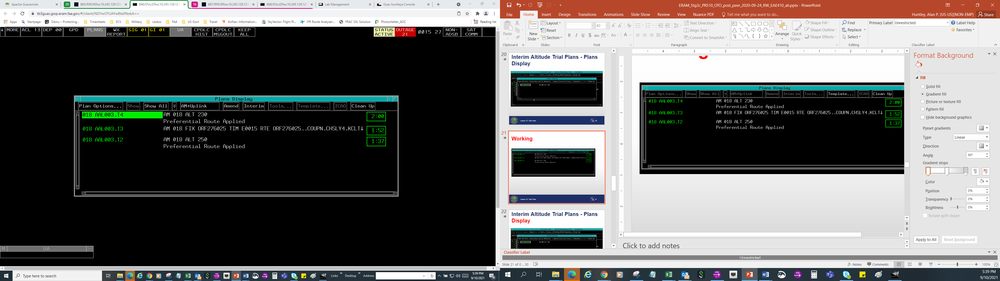 Apache Guacamole
20
865/RPD:RPos:10.245.129.121
866/DVu:DPos:10.245.129.121
16
867/RPD:RPos:10.245.129.121
868/DVu:DPos:10.245.129.121
Lab Management
Guac huntleya Console
tb3guac.gwp.eram.faa.gov/#/client/NDYwOTUAYwBteXNxbA==
Apps
Startpage
Gibiru – Protecting...
Timesheets
ECS
Military
Leidos
FAA
US Govt
Travel
AirNav: Information...
SkyVector: Flight Pl...
IFR Route Analyzer...
FRAC SSL Solution
Photoshelter_AOC
Reading list
MORE
ACL 13
DEP 00
GPD
PLANS
WX REPORT
SIG 01
GI 01
UA
CPDLC HIST
CPDLC MSGOUT
KEEP ALL
STATUS ACTIVE
OUTAGE 21
0015 27
NON-ADSB
SAT COMM
Plans Display
Plan Options...
Show
Show All
AM+Uplink
Amend
Interim
Tools...
Template...
ICAO
Clean Up
018 AAL003.T4 AM 018 ALT 230 2:00
Preferential Route Applied
018 AAL003.T3 AM 018 FIX ORF276025 TIM E0015 RTE ORF276025..COUPN.CHSLY4.KCLT↓ 1:52
018 AAL003.T2 AM 018 ALT 250 1:37
Preferential Route Applied
M UA
Type here to search
Links
Desktop
Address
5:39 PM
9/10/2021
18
ERAM_Stg3c_PRS10_OTO_post_peer_2020-09-24_RW_EAE410_ah.pptx - PowerPoint
File
Home
Insert
Design
Transitions
Animations
Slide Show
Review
View
Nuance PDF
Tell me what you want to do...
Huntley, Alan P. [US-US](NON-EMP)
Share
Paste
Clipboard
New Slide
Layout
Reset
Section
Slides
40
Font
Text Direction
Align Text
Convert to SmartArt
Paragraph
Arrange
Quick Styles
Shape Fill
Shape Outline
Shape Effects
Drawing
Find
Replace
Select
Editing
Primary Label
Unrestricted
Label Help
Favorites
Classifier Label
20
Interim Altitude Trial Plans - Plans
Display
Lesson 10: Trial Plans
20
21
Working
Lesson 10: Trial Plans
21
22
Interim Altitude Trial Plans - Plans
Display
Plans Display
Plan Options...
Show
Show All
AM+Uplink
Amend
Interim
Tools...
Template...
ICAO
Clean Up
018 AAL003.T4 AM 018 ALT 230 2:00
Preferential Route Applied
018 AAL003.T3 AM 018 FIX ORF276025 TIM E0015 RTE ORF276025..COUPN.CHSLY4.KCLT↓ 1:52
018 AAL003.T2 AM 018 ALT 250 1:37
Preferential Route Applied
Click to add notes
Format Background
Fill
Solid fill
Gradient fill
Picture or texture fill
Pattern fill
Hide background graphics
Preset gradients
Type
Linear
Direction
Angle
90°
Gradient stops
Color
Position
0%
Transparency
0%
Brightness
0%
Rotate with shape
Apply to All
Reset Background
Classifier Label
Unrestricted
Slide 21 of 0 .. 30
Notes
Comments
100%
5:39 PM
9/10/2021